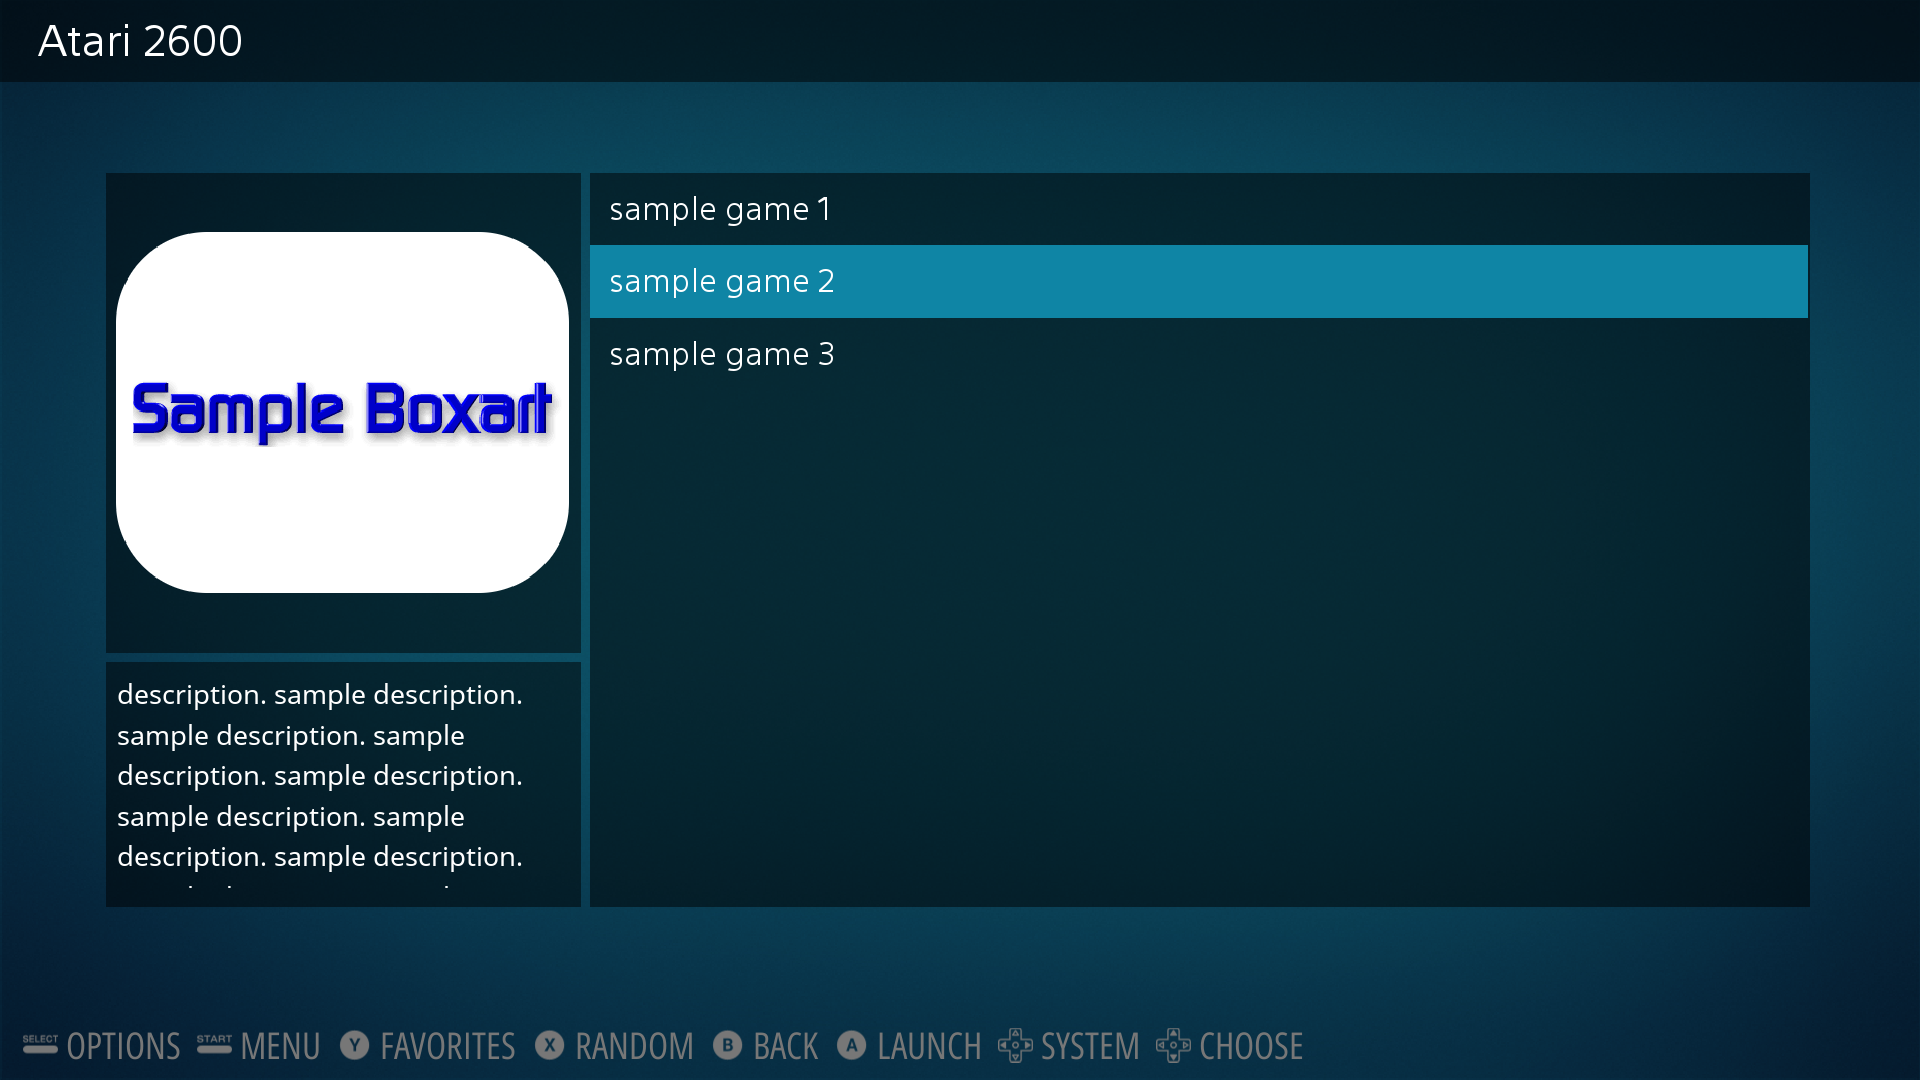 Atari 2600
Sample Boxart
sample game 1
sample game 2
sample game 3
description. sample description.
sample description. sample
description. sample description.
sample description. sample
description. sample description.
SELECT OPTIONS START MENU Y FAVORITES X RANDOM B BACK A LAUNCH SYSTEM CHOOSE